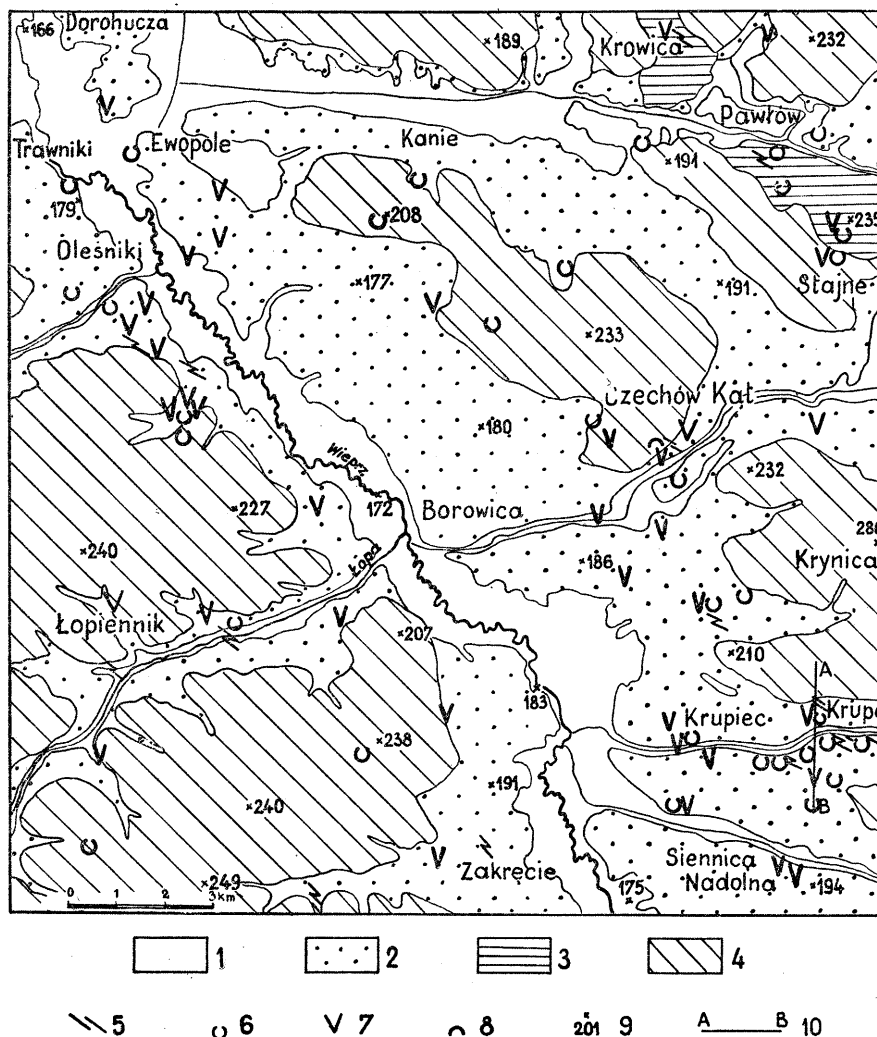 166 Dorohucza
189
Krowica
232
Pawłów
Trawniki
Ewopole
Kanie
191
179
208
235
Oleśniki
177
191
Stajne
233
Czechów Kąt
180
Wieprz
232
227
172
Borowica
240
Łopa
186
Krynica
Łopiennik
207
210
A
183
Krupiec
Krupe
238
191
240
B
Zakręcie
Siennica
Nadolna
249
175
194
0 1 2 3km
1 2 3 4
5 6 7 8 201 9 A B 10